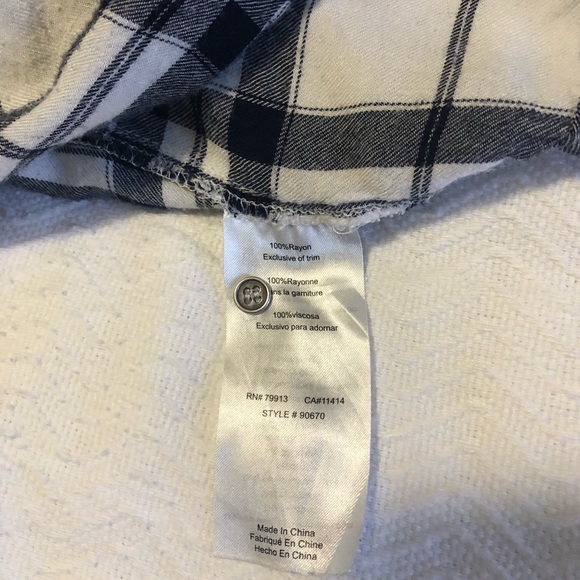 100%Rayon
Exclusive of trim
100%Rayonne
ns la garniture
100%viscosa
Exclusivo para adornar
RN# 79913 CA#11414
STYLE # 90670
Made In China
Fabriqué En Chine
Hecho En China